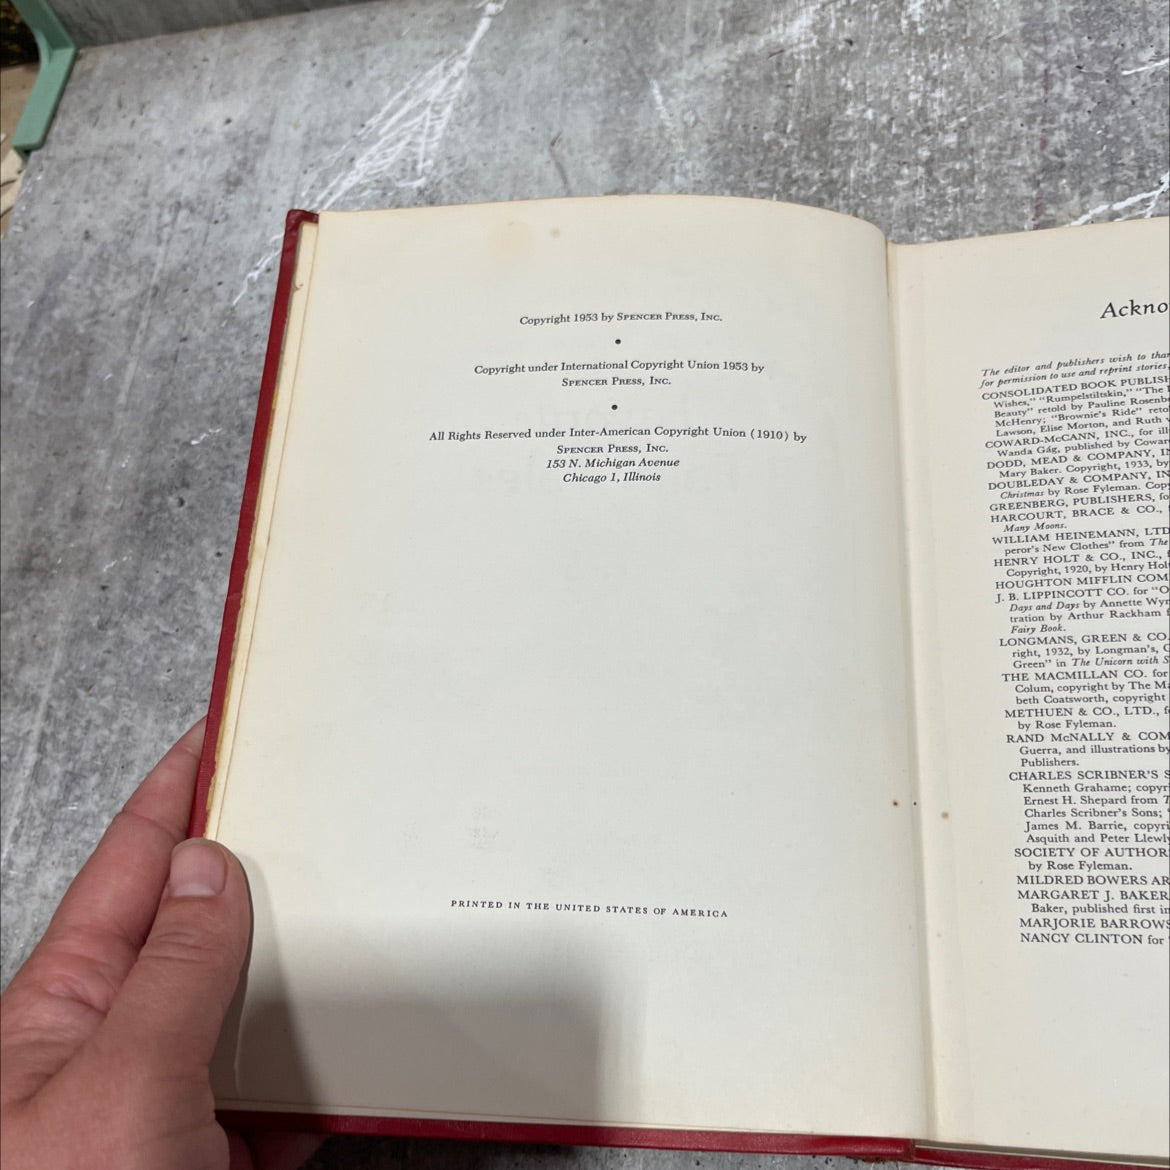 Copyright 1953 by SPENCER PRESS, INC.
Copyright under International Copyright Union 1953 by
SPENCER PRESS, INC.
All Rights Reserved under Inter-American Copyright Union (1910) by
SPENCER PRESS, INC.
153 N. Michigan Avenue
Chicago 1, Illinois
PRINTED IN THE UNITED STATES OF AMERICA
Ackno
The editor and publishers wish to than
for permission to use and reprint stories,
CONSOLIDATED BOOK PUBLISH
Wishes," "Rumpelstiltskin," "The
Beauty" retold by Pauline Rosenb
McHenry; "Brownie's Ride" reto
Lawson, Elise Morton, and Ruth
COWARD-McCANN, INC., for ill
Wanda Gág, published by Cowar
DODD, MEAD & COMPANY, IN
Mary Baker. Copyright, 1933, by
DOUBLEDAY & COMPANY, IN
Christmas by Rose Fyleman. Copy
GREENBERG, PUBLISHERS, fo
HARCOURT, BRACE & CO.,
Many Moons.
WILLIAM HEINEMANN, LTD
peror's New Clothes" from The
HENRY HOLT & CO., INC.,
Copyright, 1920, by Henry Hol
HOUGHTON MIFFLIN COM
J. B. LIPPINCOTT CO. for "O
Days and Days by Annette Wyn
tration by Arthur Rackham
Fairy Book.
LONGMANS, GREEN & CO.
right, 1932, by Longman's, G
Green" in The Unicorn with S
THE MACMILLAN CO. for
Colum, copyright by The Ma
beth Coatsworth, copyright
METHUEN & CO., LTD., f
by Rose Fyleman.
RAND McNALLY & COM
Guerra, and illustrations by
Publishers.
CHARLES SCRIBNER'S S
Kenneth Grahame; copyr
Ernest H. Shepard from T
Charles Scribner's Sons; "
James M. Barrie, copyri
Asquith and Peter Llewly
SOCIETY OF AUTHOR
by Rose Fyleman.
MILDRED BOWERS AR
MARGARET J. BAKER
Baker, published first in
MARJORIE BARROWS
NANCY CLINTON for